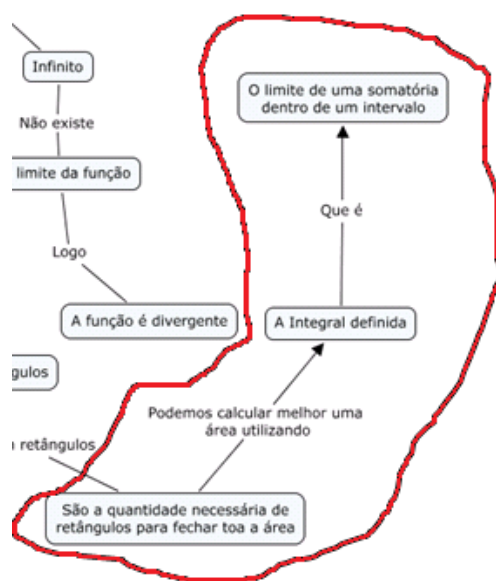 Infinito
Não existe
limite da função
Logo
A função é divergente
O limite de uma somatória
dentro de um intervalo
Que é
A Integral definida
Podemos calcular melhor uma
área utilizando
retângulos
São a quantidade necessária de
retângulos para fechar toa a área